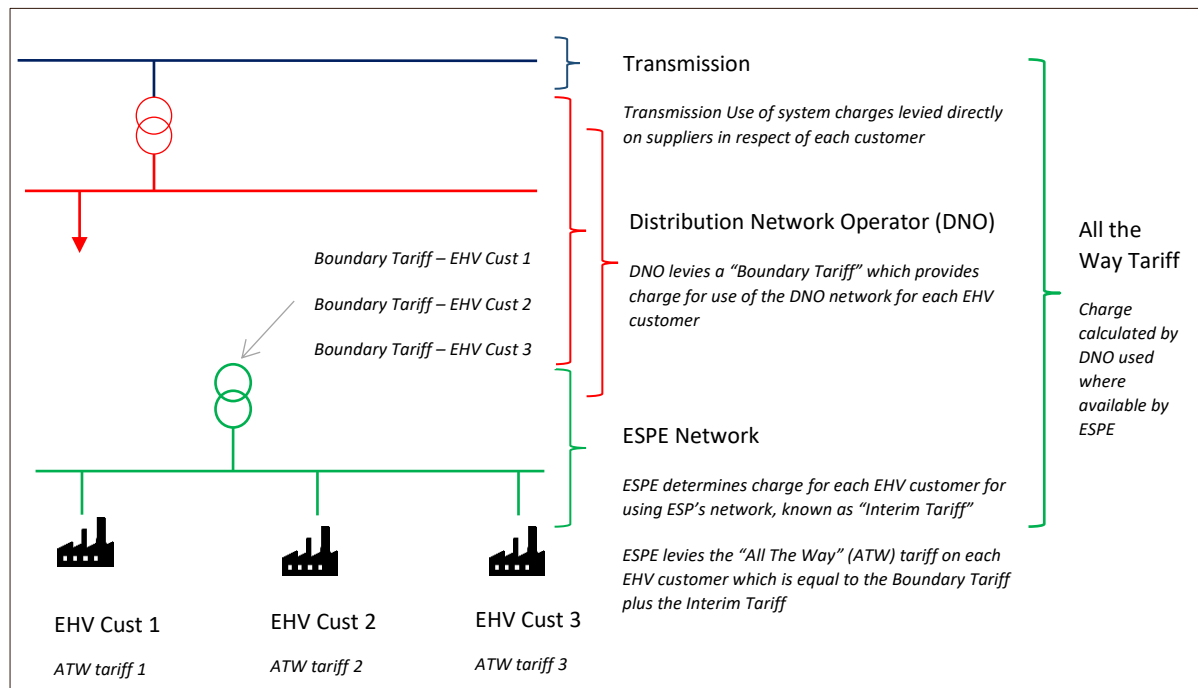 Transmission
Transmission Use of system charges levied directly
on suppliers in respect of each customer
Distribution Network Operator (DNO)
DNO levies a “Boundary Tariff” which provides
charge for use of the DNO network for each EHV
customer
Boundary Tariff – EHV Cust 1
Boundary Tariff – EHV Cust 2
Boundary Tariff – EHV Cust 3
All the
Way Tariff
Charge
calculated by
DNO used
where
available by
ESPE
ESPE Network
ESPE determines charge for each EHV customer for
using ESP’s network, known as “Interim Tariff”
ESPE levies the “All The Way” (ATW) tariff on each
EHV customer which is equal to the Boundary Tariff
plus the Interim Tariff
EHV Cust 1
ATW tariff 1
EHV Cust 2
ATW tariff 2
EHV Cust 3
ATW tariff 3